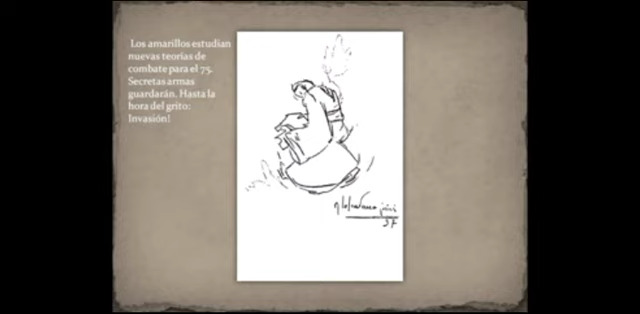 Los amarillos estudian
nuevas teorías de
combate para el 75.
Secretas armas
guardarán. Hasta la
hora del grito:
Invasión!